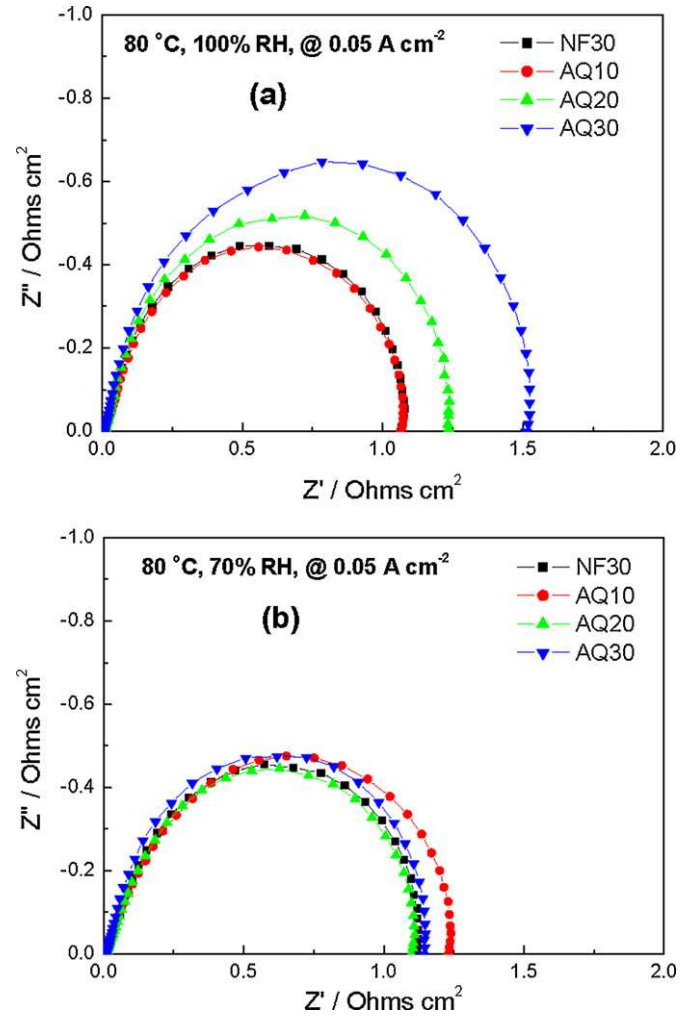 -1.0
80 °C, 100% RH, @ 0.05 A cm⁻²
NF30
AQ10
AQ20
AQ30
(a)
-0.8
-0.6
-0.4
-0.2
0.0
Z'' / Ohms cm²
0.0 0.5 1.0 1.5 2.0
Z' / Ohms cm²
-1.0
80 °C, 70% RH, @ 0.05 A cm⁻²
NF30
AQ10
AQ20
AQ30
(b)
-0.8
-0.6
-0.4
-0.2
0.0
Z'' / Ohms cm²
0.0 0.5 1.0 1.5 2.0
Z' / Ohms cm²